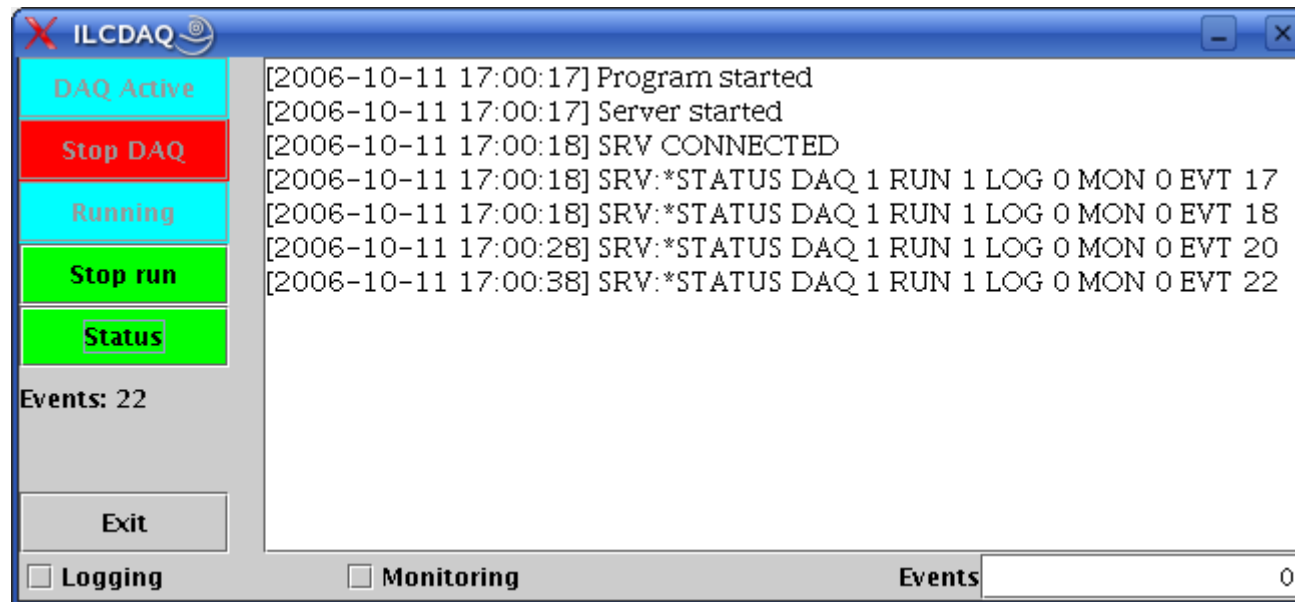 ILCDAQ
DAQ Active
Stop DAQ
Running
Stop run
Status
Events: 22
Exit
[2006-10-11 17:00:17] Program started
[2006-10-11 17:00:17] Server started
[2006-10-11 17:00:18] SRV CONNECTED
[2006-10-11 17:00:18] SRV:*STATUS DAQ 1 RUN 1 LOG 0 MON 0 EVT 17
[2006-10-11 17:00:18] SRV:*STATUS DAQ 1 RUN 1 LOG 0 MON 0 EVT 18
[2006-10-11 17:00:28] SRV:*STATUS DAQ 1 RUN 1 LOG 0 MON 0 EVT 20
[2006-10-11 17:00:38] SRV:*STATUS DAQ 1 RUN 1 LOG 0 MON 0 EVT 22
Logging Monitoring Events 0